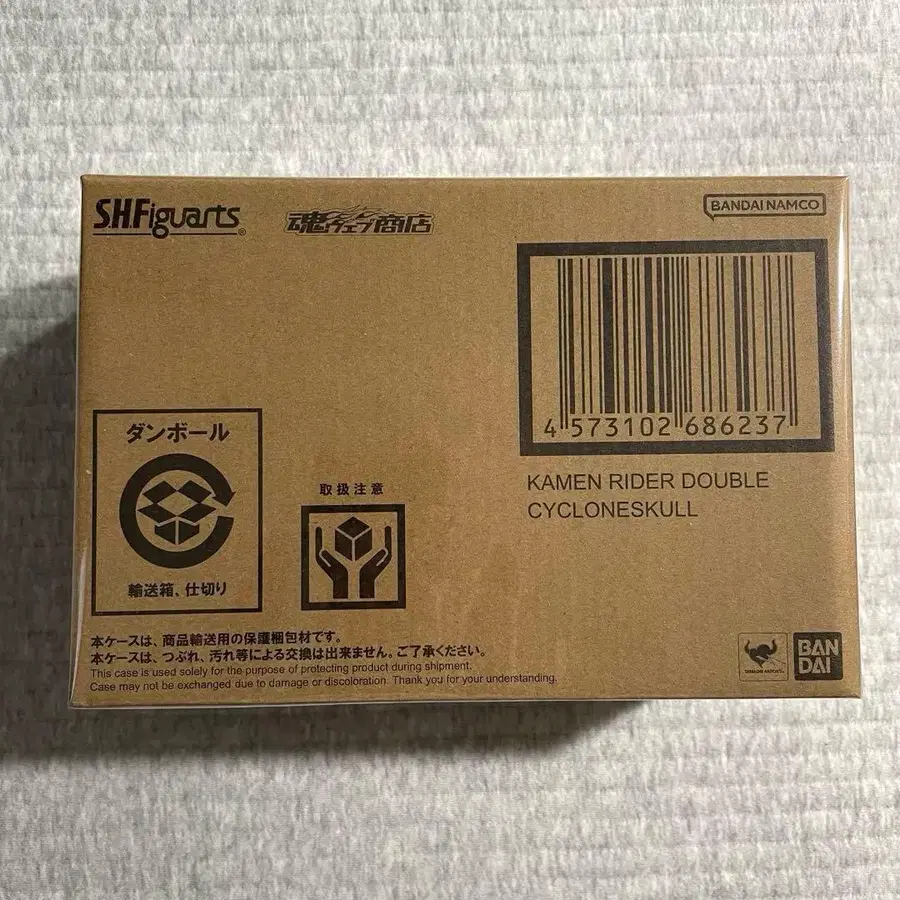 S.H.Figuarts®
魂ウェブ商店
BANDAI NAMCO
4 573102 686237
KAMEN RIDER DOUBLE
CYCLONESKULL
ダンボール
輸送箱、仕切り
取扱注意
本ケースは、商品輸送用の保護梱包材です。
本ケースは、つぶれ、汚れ等による交換は出来ません。ご了承ください。
This case is used solely for the purpose of protecting product during shipment.
Case may not be exchanged due to damage or discoloration. Thank you for your understanding.
BAN
DAI